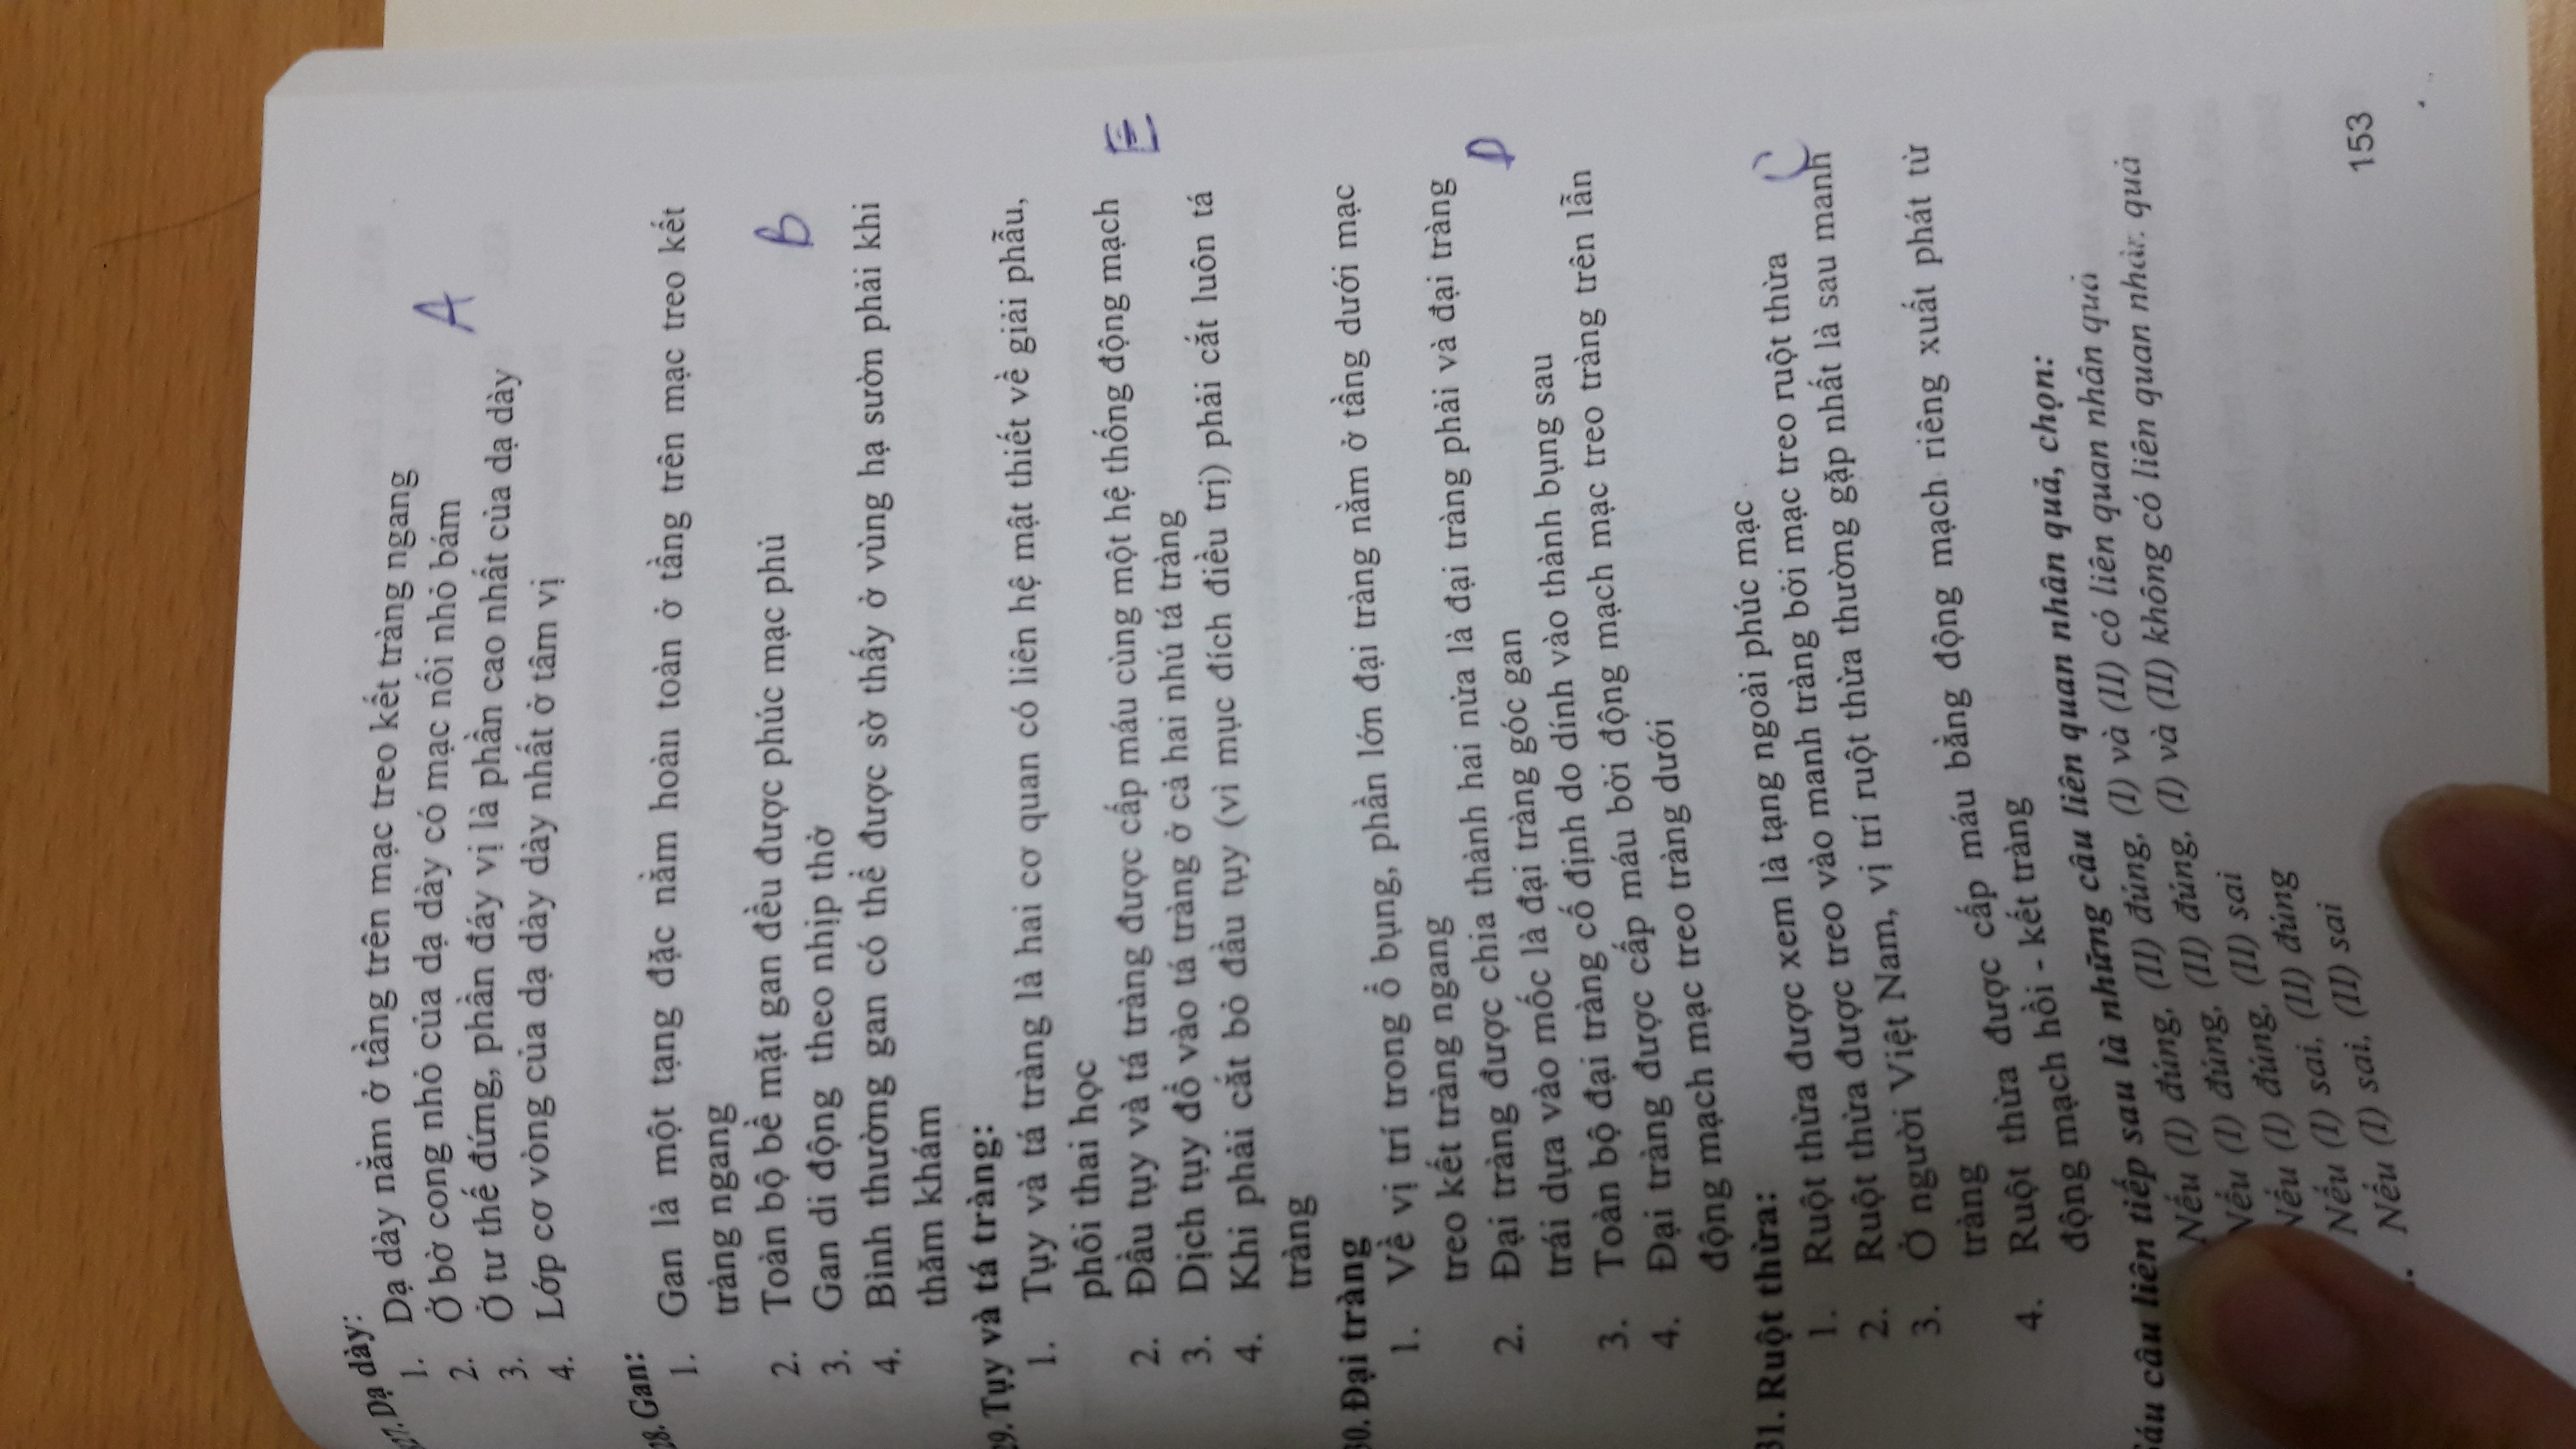 27. Dạ dày:
1. Dạ dày nằm ở tầng trên mạc treo kết tràng ngang
2. Ở bờ cong nhỏ của dạ dày có mạc nối nhỏ bám
A
3. Ở tư thế đứng, phần đáy vị là phần cao nhất của dạ dày
4. Lớp cơ vòng của dạ dày dày nhất ở tâm vị
28. Gan:
1. Gan là một tạng đặc nằm hoàn toàn ở tầng trên mạc treo kết
tràng ngang
2. Toàn bộ bề mặt gan đều được phúc mạc phủ
B
3. Gan di động theo nhịp thở
4. Bình thường gan có thể được sờ thấy ở vùng hạ sườn phải khi
thăm khám
29. Tụy và tá tràng:
1. Tụy và tá tràng là hai cơ quan có liên hệ mật thiết về giải phẫu,
phôi thai học
2. Đầu tụy và tá tràng được cấp máu cùng một hệ thống động mạch
E
3. Dịch tụy đổ vào tá tràng ở cả hai nhú tá tràng
4. Khi phải cắt bỏ đầu tụy (vì mục đích điều trị) phải cắt luôn tá
tràng
30. Đại tràng
1. Về vị trí trong ổ bụng, phần lớn đại tràng nằm ở tầng dưới mạc
treo kết tràng ngang
2. Đại tràng được chia thành hai nửa là đại tràng phải và đại tràng
trái dựa vào mốc là đại tràng góc gan
D
3. Toàn bộ đại tràng cố định do dính vào thành bụng sau
4. Đại tràng được cấp máu bởi động mạch mạc treo tràng trên lẫn
động mạch mạc treo tràng dưới
31. Ruột thừa:
1. Ruột thừa được xem là tạng ngoài phúc mạc
2. Ruột thừa được treo vào manh tràng bởi mạc treo ruột thừa
C
3. Ở người Việt Nam, vị trí ruột thừa thường gặp nhất là sau manh
tràng
4. Ruột thừa được cấp máu bằng động mạch riêng xuất phát từ
động mạch hồi - kết tràng
Sáu câu liên tiếp sau là những câu liên quan nhân quả, chọn:
Nếu (I) đúng, (II) đúng, (I) và (II) có liên quan nhân quả
Nếu (I) đúng, (II) đúng, (I) và (II) không có liên quan nhân quả
Nếu (I) đúng, (II) sai
Nếu (I) sai, (II) đúng
Nếu (I) sai, (II) sai
153